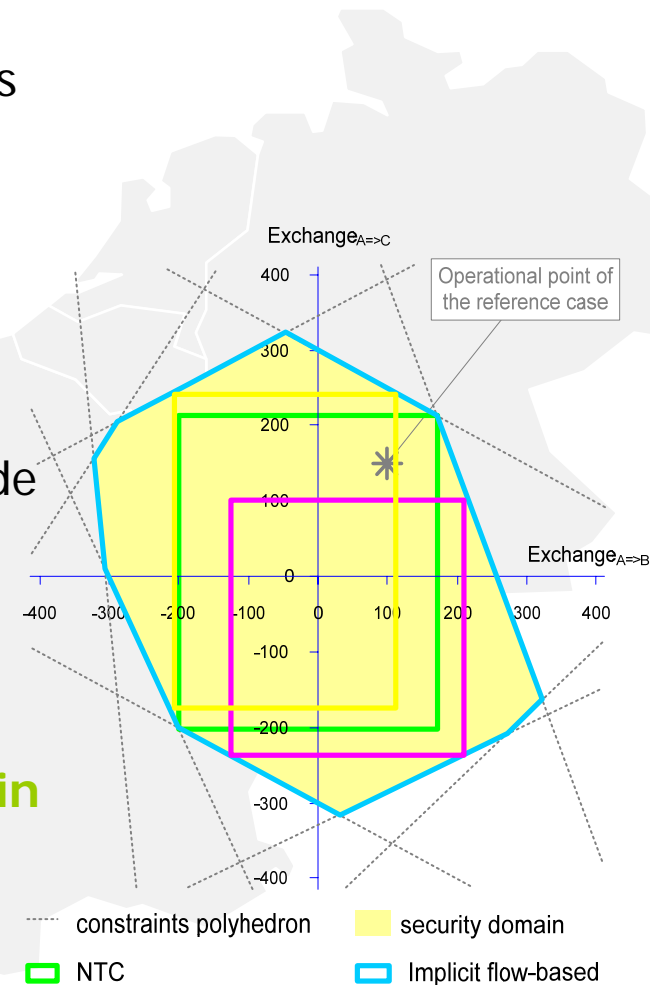 s
Exchange A=>C
400
Operational point of
the reference case
300
200
de
100
Exchange A=>B
0
-400 -300 -200 -100 0 100 200 300 400
-100
-200
in
-300
-400
constraints polyhedron security domain
NTC Implicit flow-based